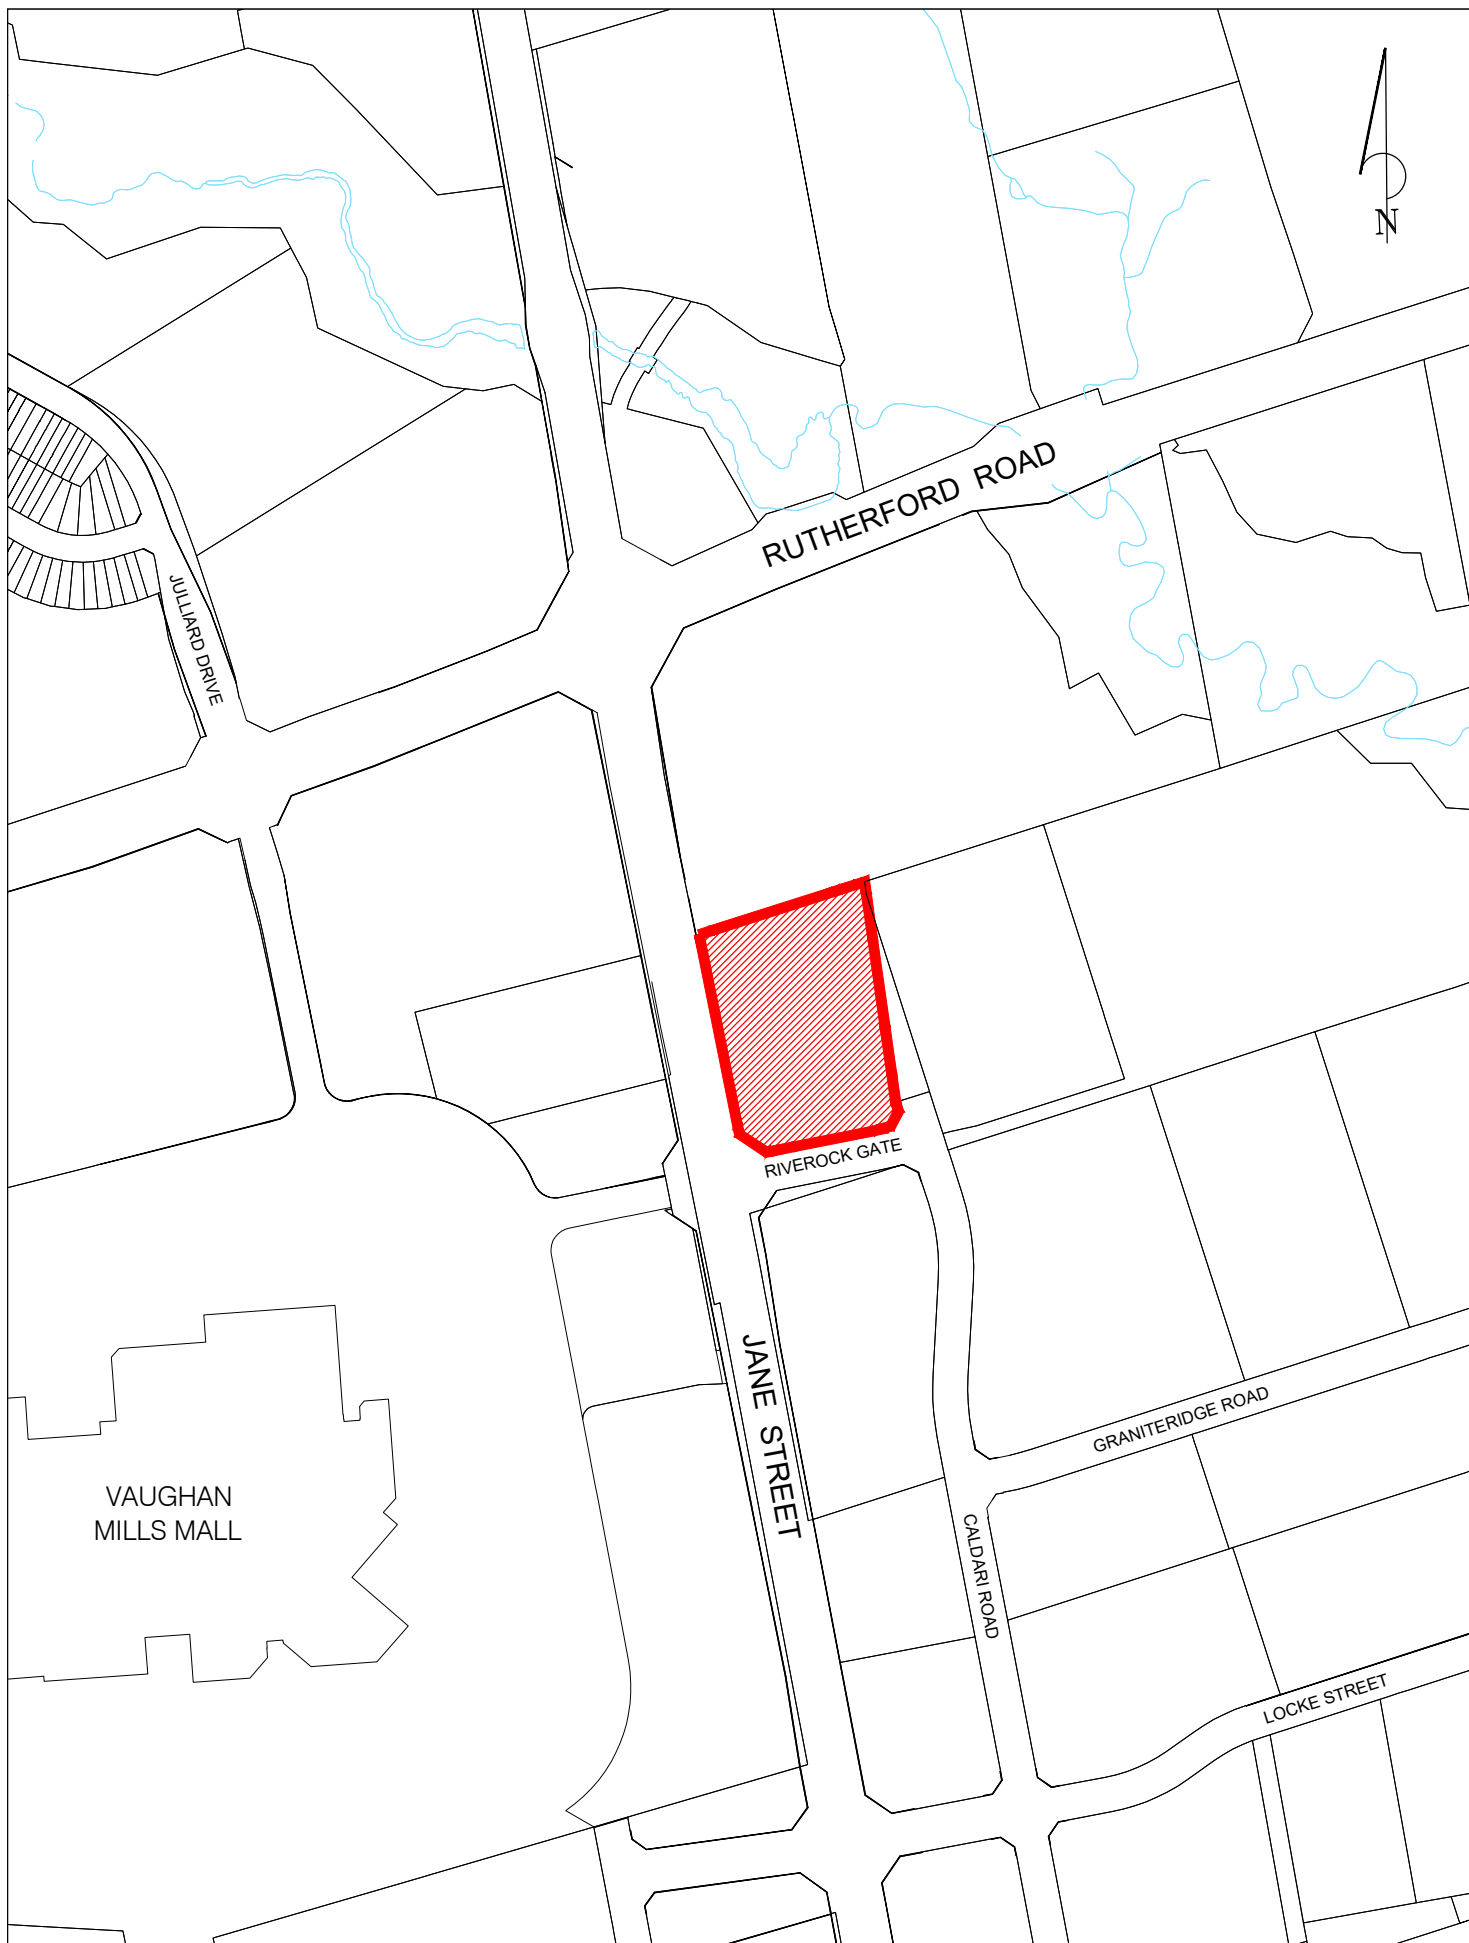 N
RUTHERFORD ROAD
JULLIARD DRIVE
RIVEROCK GATE
JANE STREET
GRANITERIDGE ROAD
VAUGHAN
MILLS MALL
CALDARI ROAD
LOCKE STREET